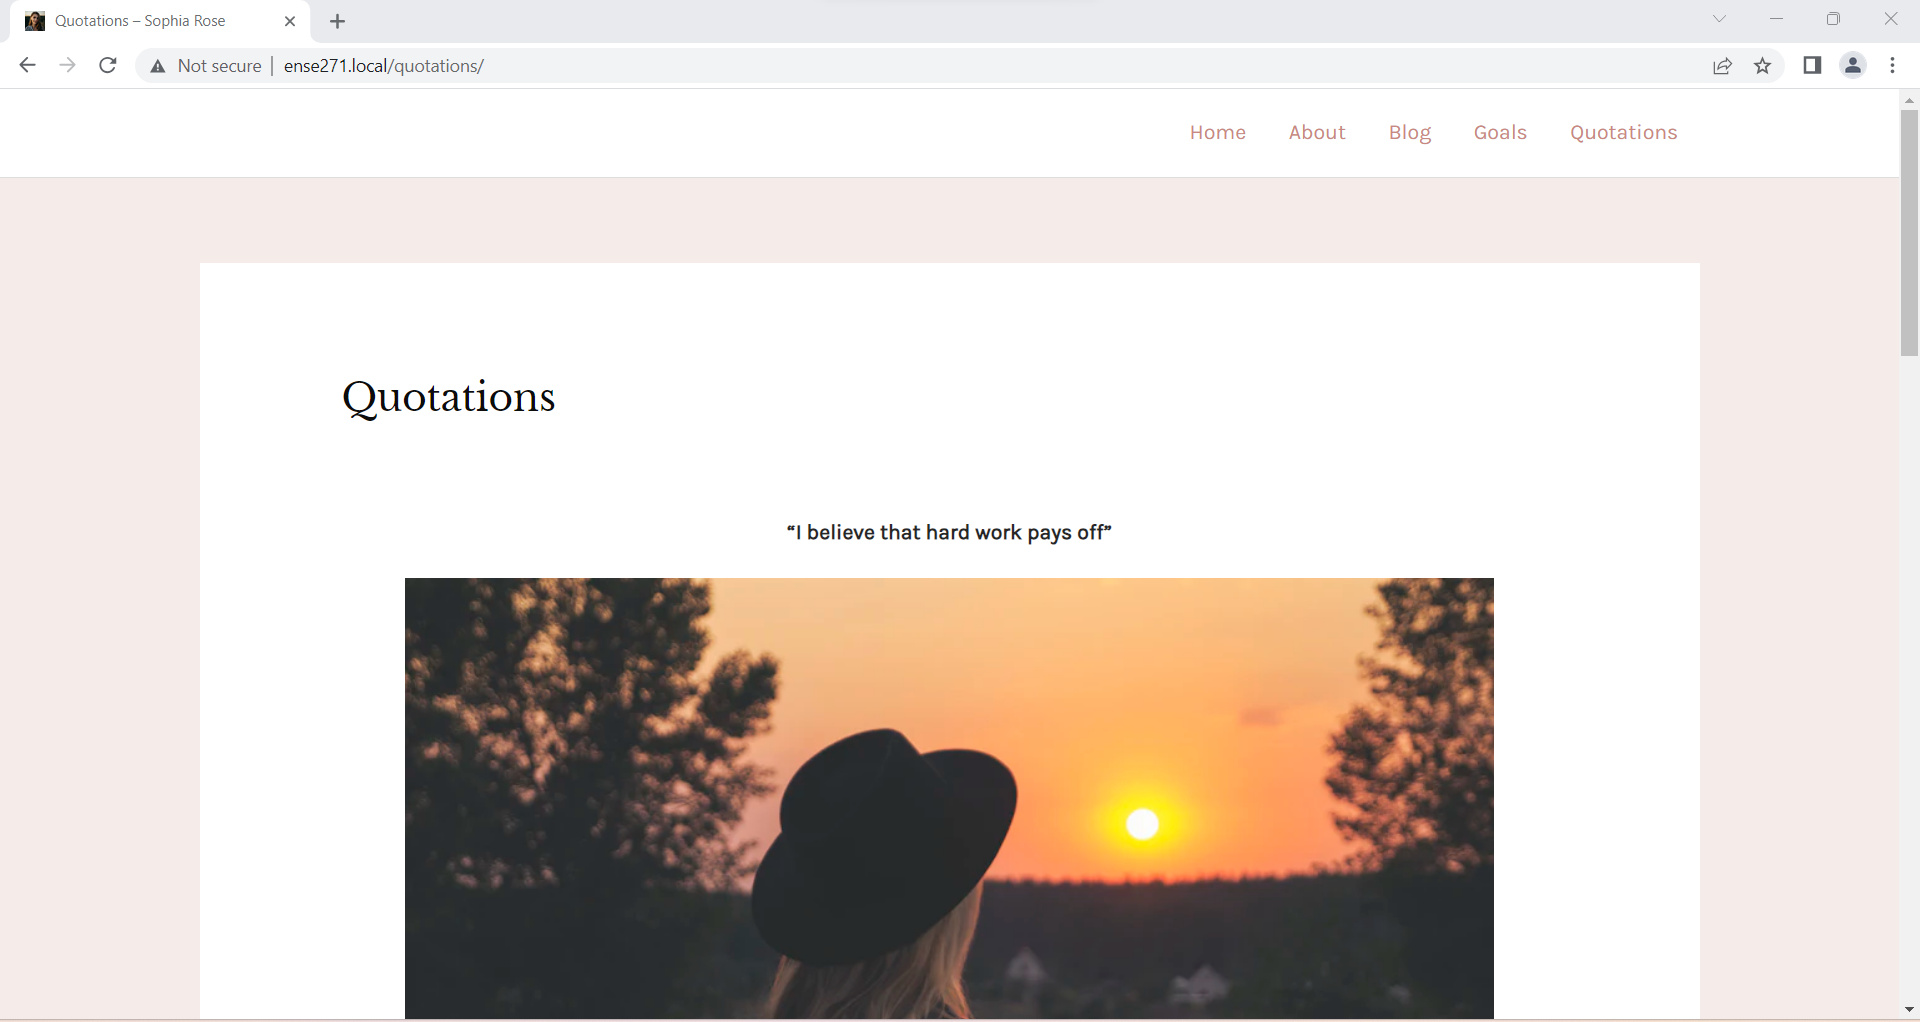 Quotations – Sophia Rose
Not secure
ense271.local/quotations/
Home About Blog Goals Quotations
Quotations
“I believe that hard work pays off”